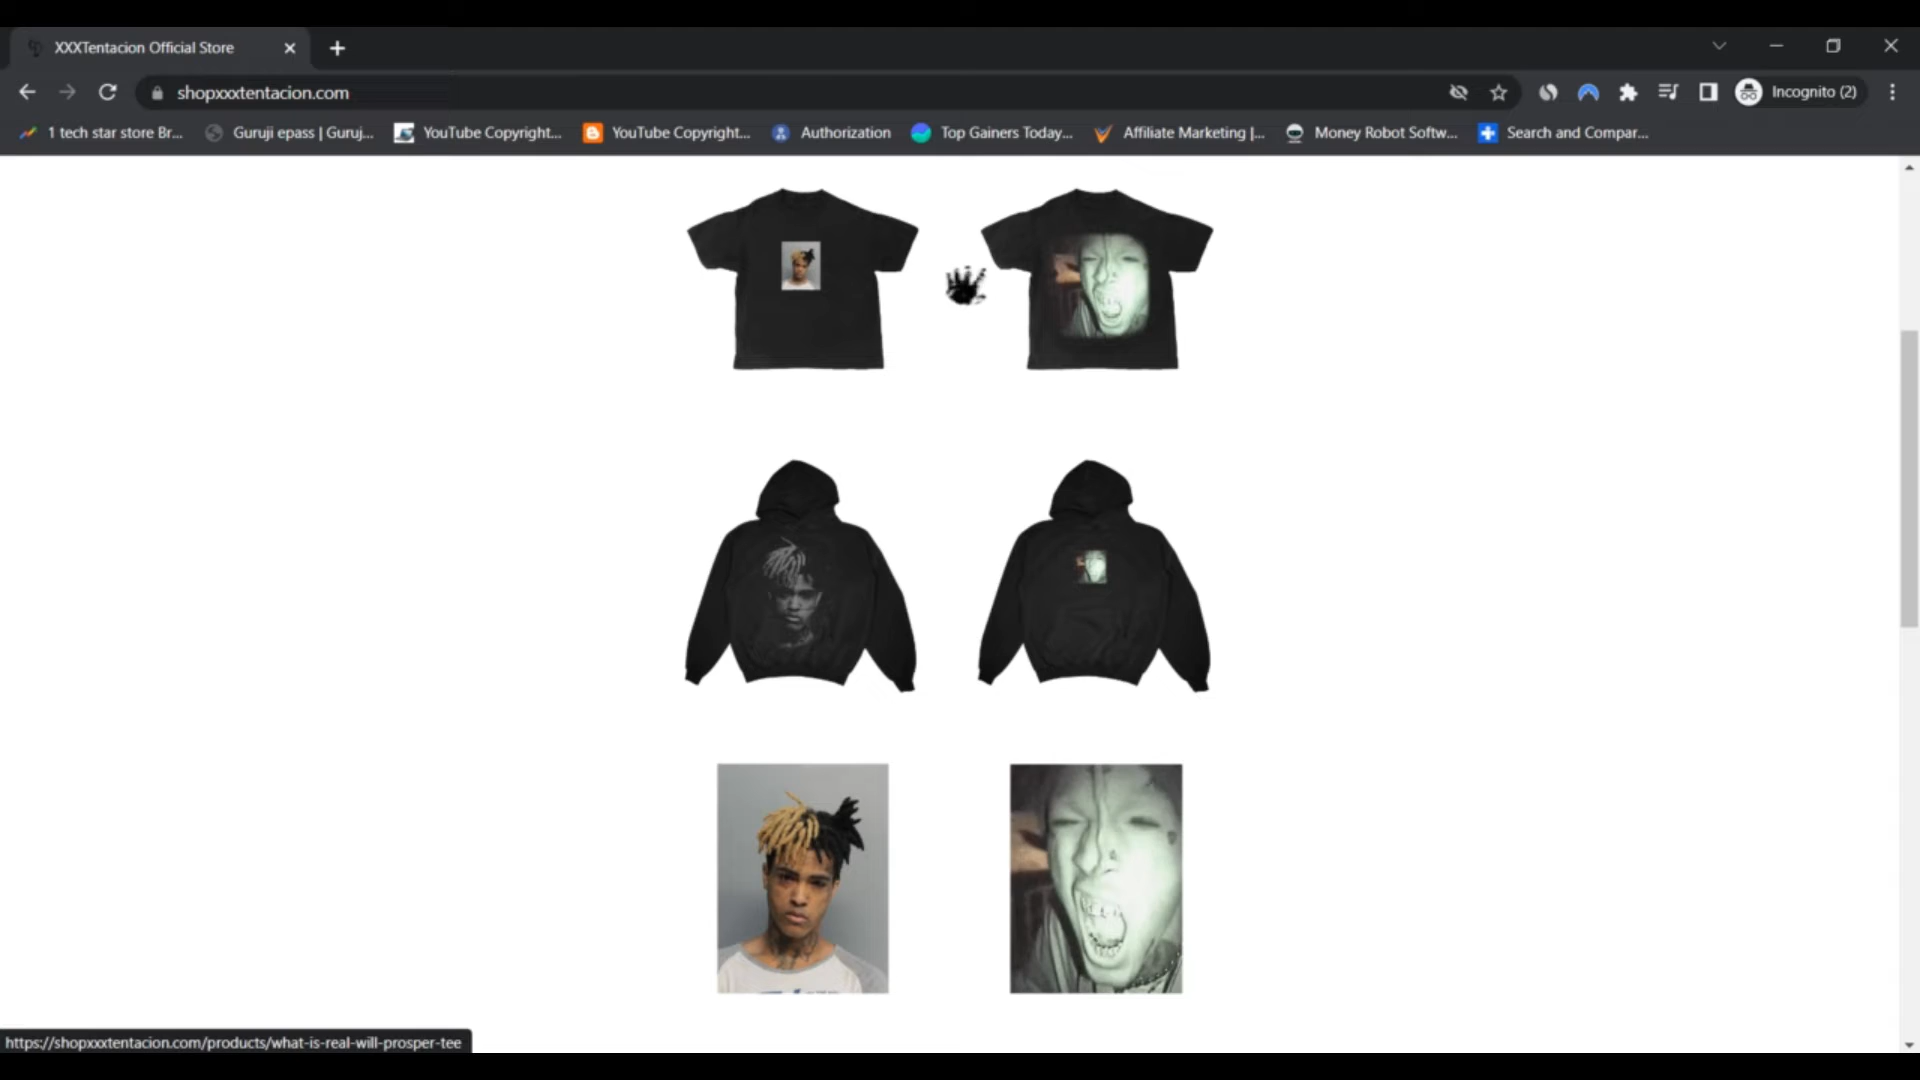 XXXTentacion Official Store
shopxxxtentacion.com
Incognito (2)
1 tech star store Br...
Guruji epass | Guruj...
YouTube Copyright...
YouTube Copyright...
Authorization
Top Gainers Today...
Affiliate Marketing |...
Money Robot Softw...
Search and Compar...
https://shopxxxtentacion.com/products/what-is-real-will-prosper-tee